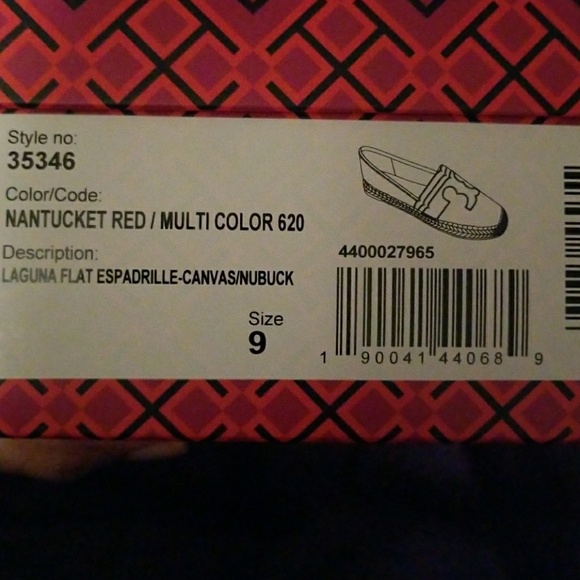 Style no:
35346
Color/Code:
NANTUCKET RED / MULTI COLOR 620
Description:
LAGUNA FLAT ESPADRILLE-CANVAS/NUBUCK
Size
9
4400027965
1 90041 44068 9